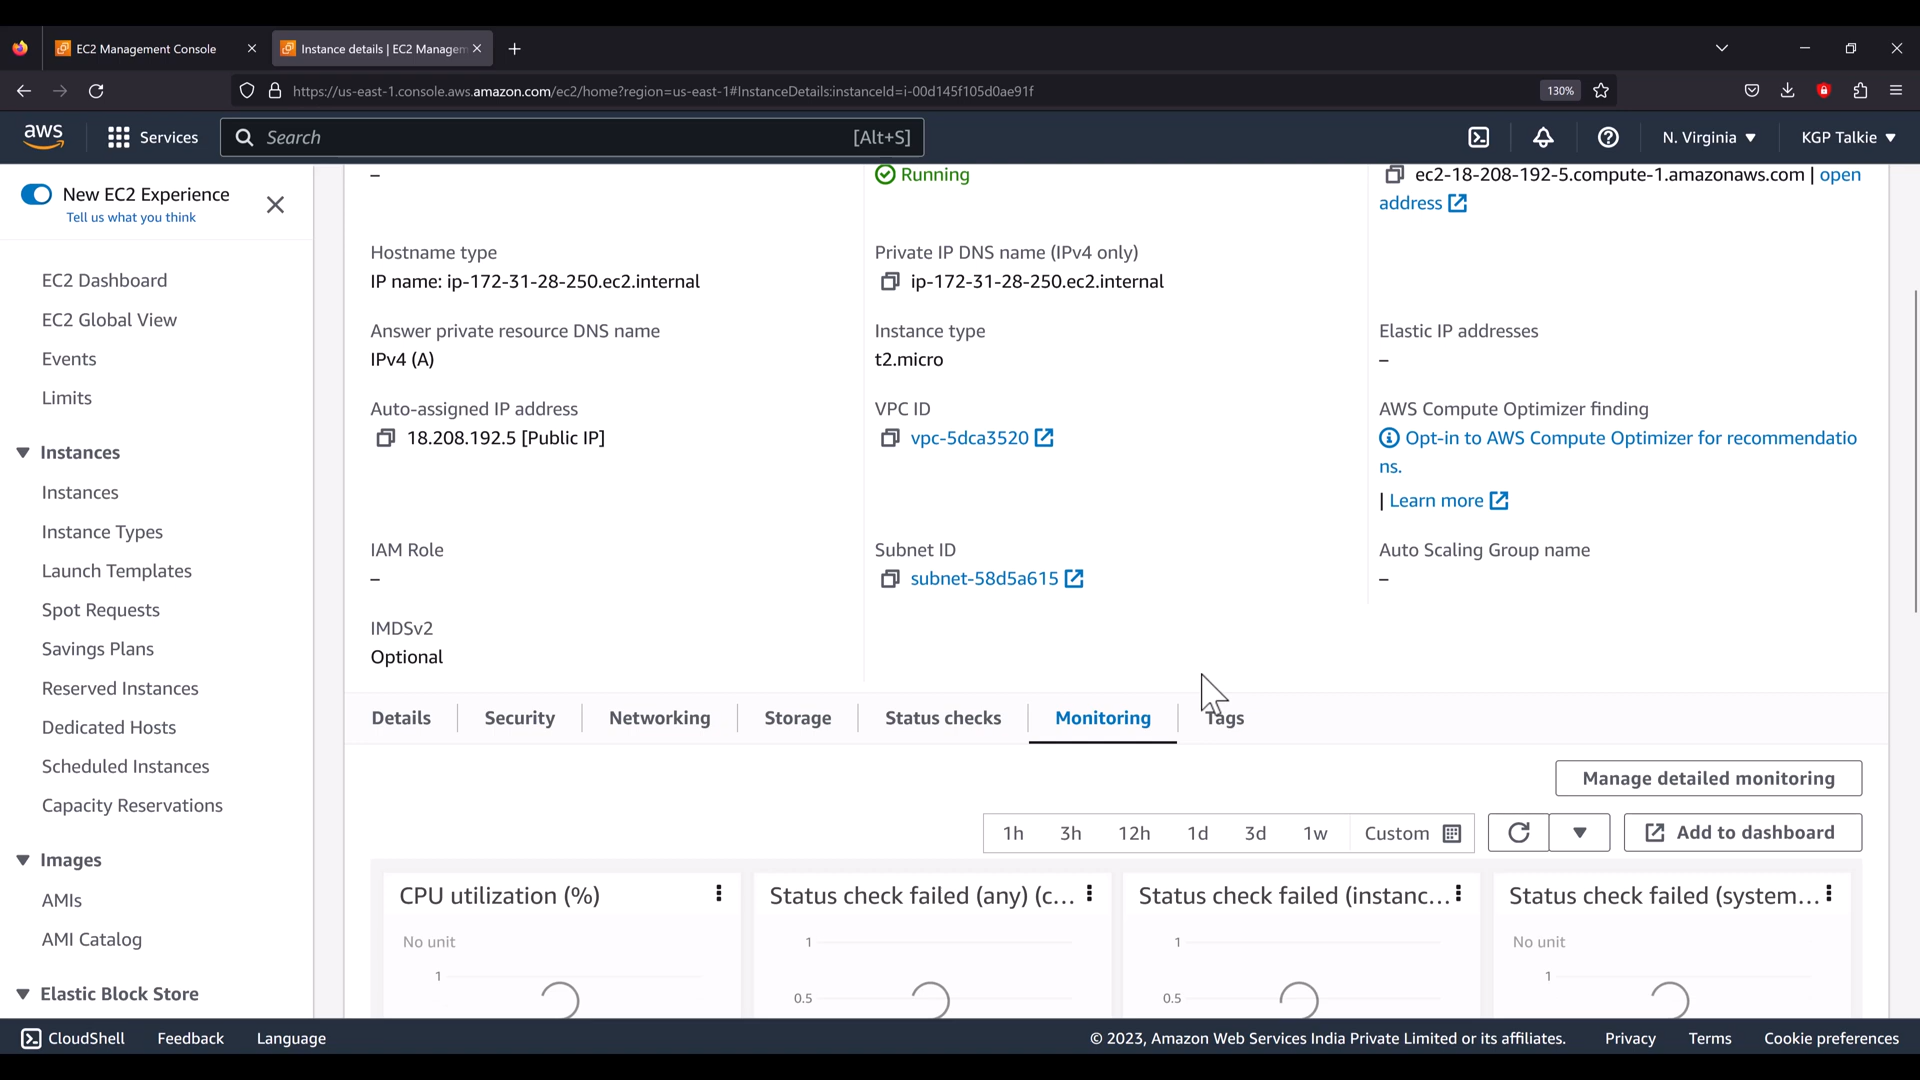 EC2 Management Console
Instance details | EC2 Managem
https://us-east-1.console.aws.amazon.com/ec2/home?region=us-east-1#InstanceDetails:instanceId=i-00d145f105d0ae91f
130%
aws
Services
Search
[Alt+S]
N. Virginia
KGP Talkie
New EC2 Experience
Tell us what you think
EC2 Dashboard
EC2 Global View
Events
Limits
Instances
Instances
Instance Types
Launch Templates
Spot Requests
Savings Plans
Reserved Instances
Dedicated Hosts
Scheduled Instances
Capacity Reservations
Images
AMIs
AMI Catalog
Elastic Block Store
–
Running
ec2-18-208-192-5.compute-1.amazonaws.com | open
address
Hostname type
IP name: ip-172-31-28-250.ec2.internal
Private IP DNS name (IPv4 only)
ip-172-31-28-250.ec2.internal
Answer private resource DNS name
IPv4 (A)
Instance type
t2.micro
Elastic IP addresses
–
Auto-assigned IP address
18.208.192.5 [Public IP]
VPC ID
vpc-5dca3520
AWS Compute Optimizer finding
Opt-in to AWS Compute Optimizer for recommendatio
ns.
| Learn more
IAM Role
–
Subnet ID
subnet-58d5a615
Auto Scaling Group name
–
IMDSv2
Optional
Details
Security
Networking
Storage
Status checks
Monitoring
Tags
Manage detailed monitoring
1h
3h
12h
1d
3d
1w
Custom
Add to dashboard
CPU utilization (%)
No unit
1
Status check failed (any) (c...
1
0.5
Status check failed (instanc...
1
0.5
Status check failed (system...
No unit
1
CloudShell
Feedback
Language
© 2023, Amazon Web Services India Private Limited or its affiliates.
Privacy
Terms
Cookie preferences